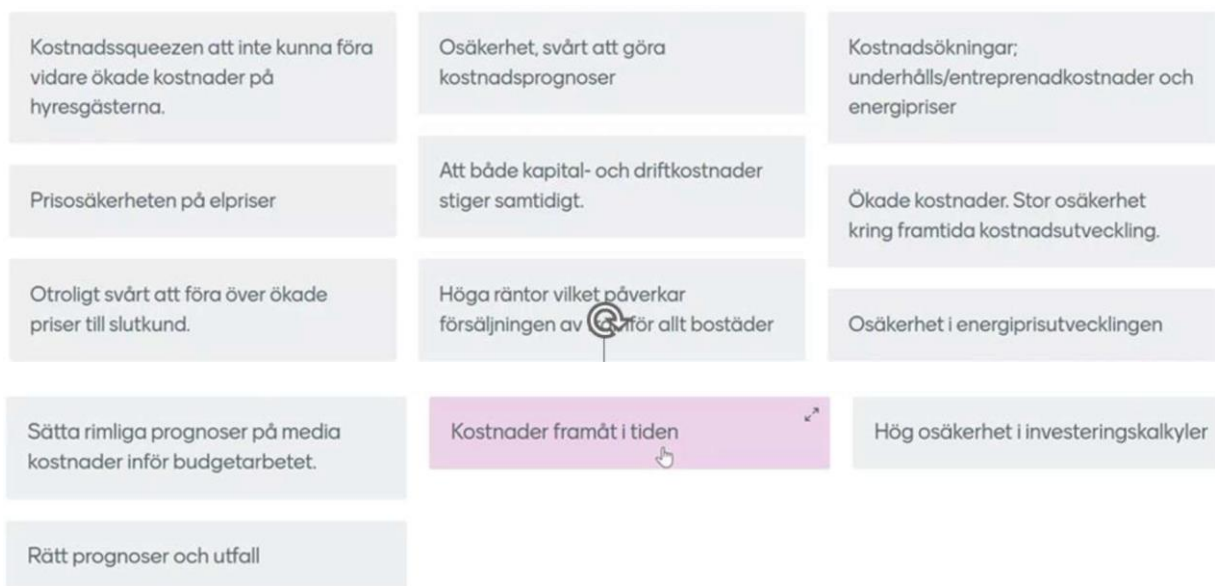 Kostnadssqueezen att inte kunna föra
vidare ökade kostnader på
hyresgästerna.
Prisosäkerheten på elpriser
Otroligt svårt att föra över ökade
priser till slutkund.
Osäkerhet, svårt att göra
kostnadsprognoser
Att både kapital- och driftkostnader
stiger samtidigt.
Höga räntor vilket påverkar
försäljningen av för allt bostäder
Kostnadsökningar;
underhålls/entreprenadkostnader och
energipriser
Ökade kostnader. Stor osäkerhet
kring framtida kostnadsutveckling.
Osäkerhet i energiprisutvecklingen
Sätta rimliga prognoser på media
kostnader inför budgetarbetet.
Rätt prognoser och utfall
Kostnader framåt i tiden
Hög osäkerhet i investeringskalkyler